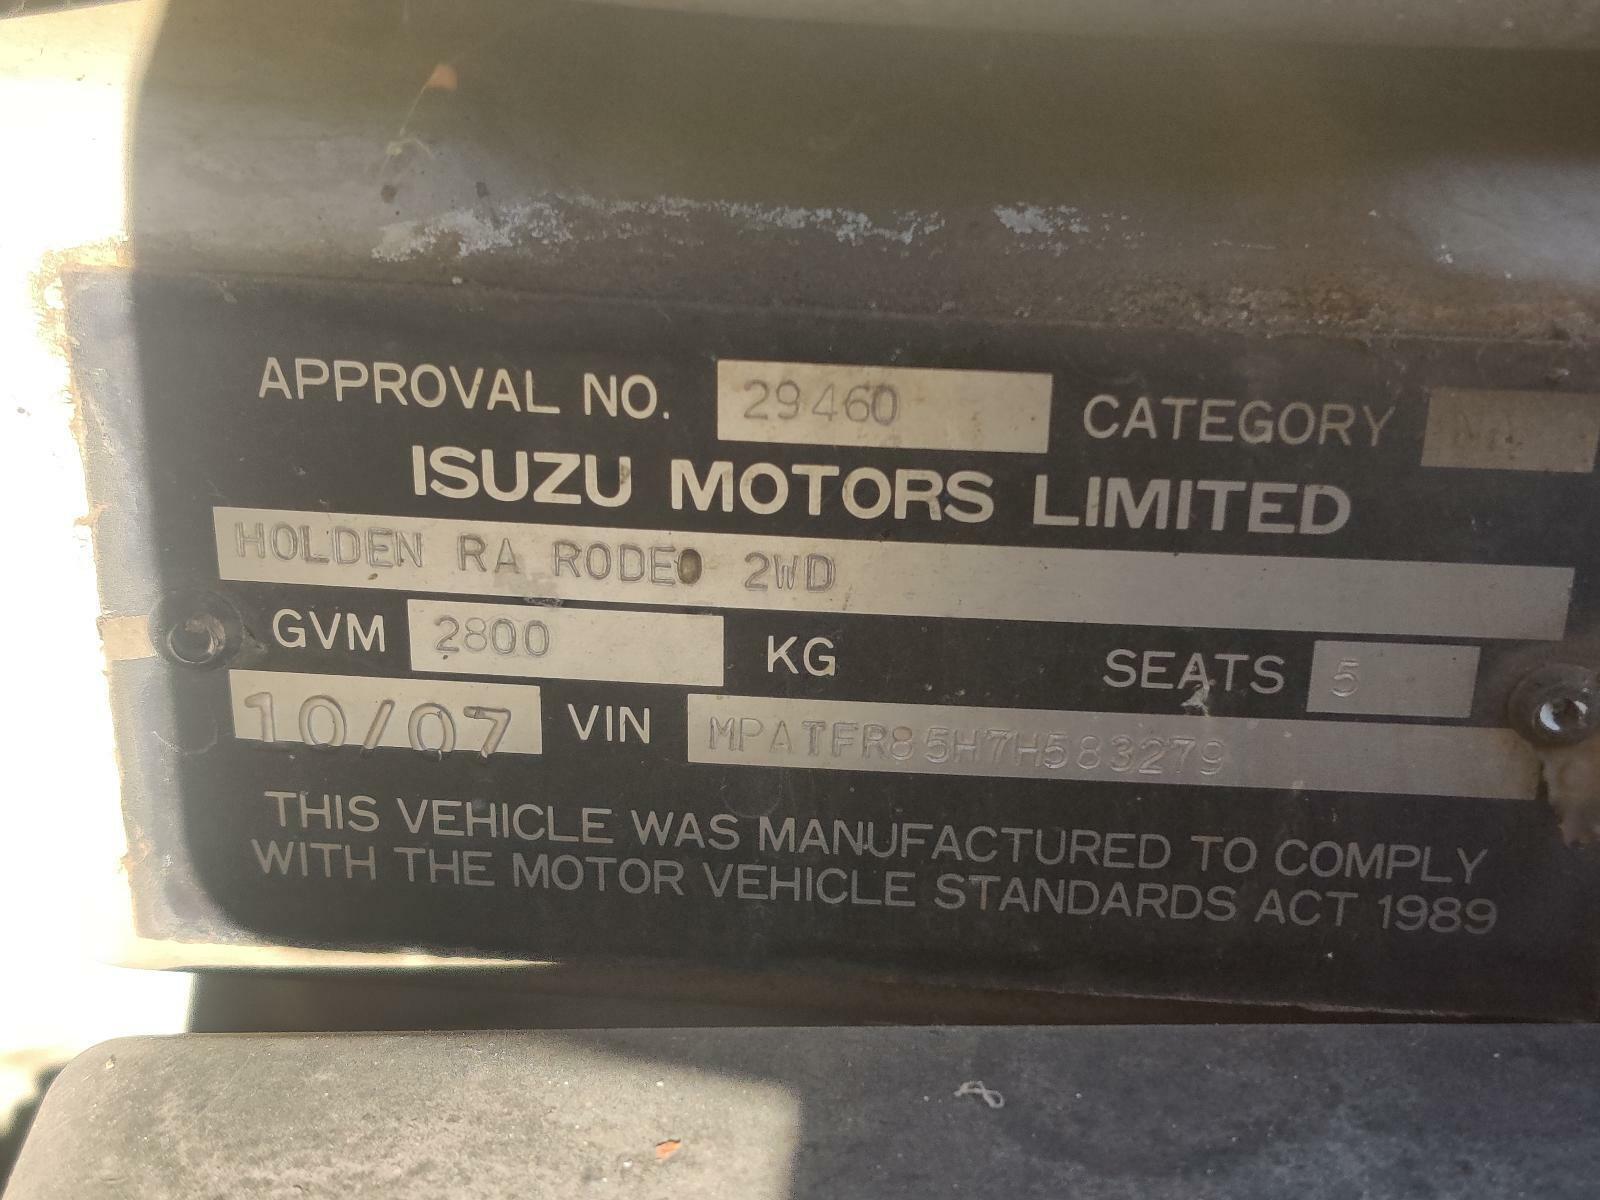 APPROVAL NO. 29460 CATEGORY
ISUZU MOTORS LIMITED
HOLDEN RA RODEO 2WD
GVM 2800 KG SEATS 5
10/07 VIN MPATFR85H7H583279
THIS VEHICLE WAS MANUFACTURED TO COMPLY
WITH THE MOTOR VEHICLE STANDARDS ACT 1989